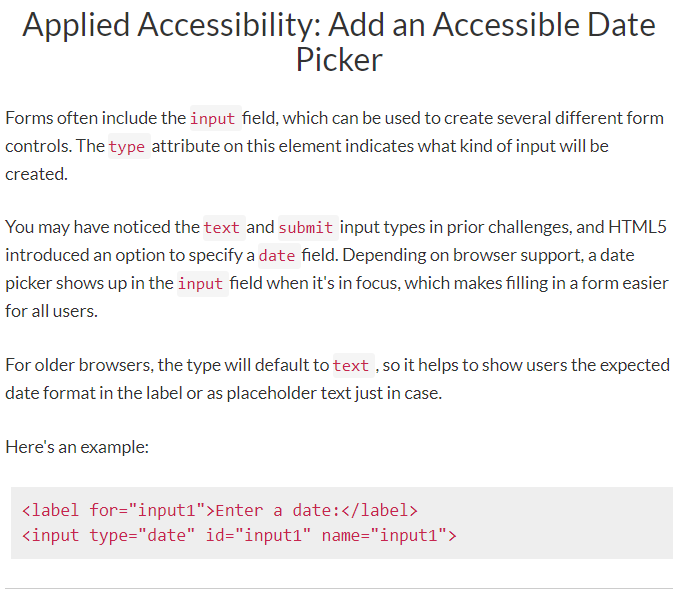 Applied Accessibility: Add an Accessible Date
Picker
Forms often include the input field, which can be used to create several different form
controls. The type attribute on this element indicates what kind of input will be
created.
You may have noticed the text and submit input types in prior challenges, and HTML5
introduced an option to specify a date field. Depending on browser support, a date
picker shows up in the input field when it's in focus, which makes filling in a form easier
for all users.
For older browsers, the type will default to text , so it helps to show users the expected
date format in the label or as placeholder text just in case.
Here's an example:
<label for="input1">Enter a date:</label>
<input type="date" id="input1" name="input1">